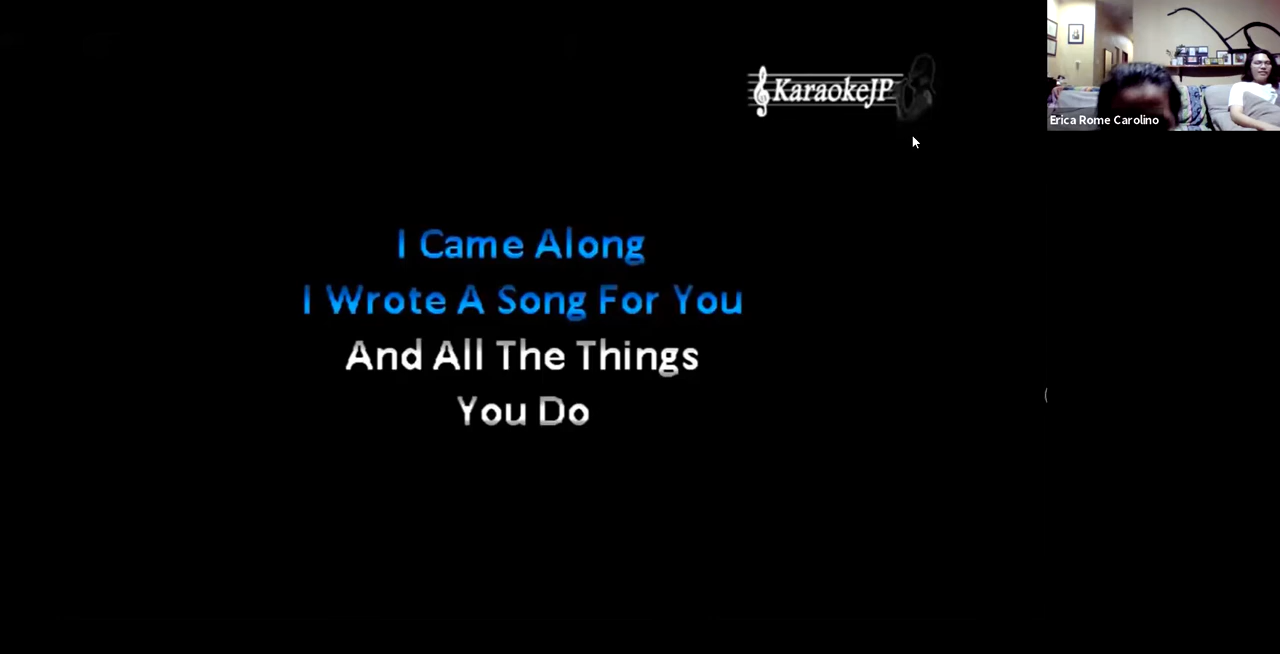 KaraokeJP
Erica Rome Carolino
I Came Along
I Wrote A Song For You
And All The Things
You Do